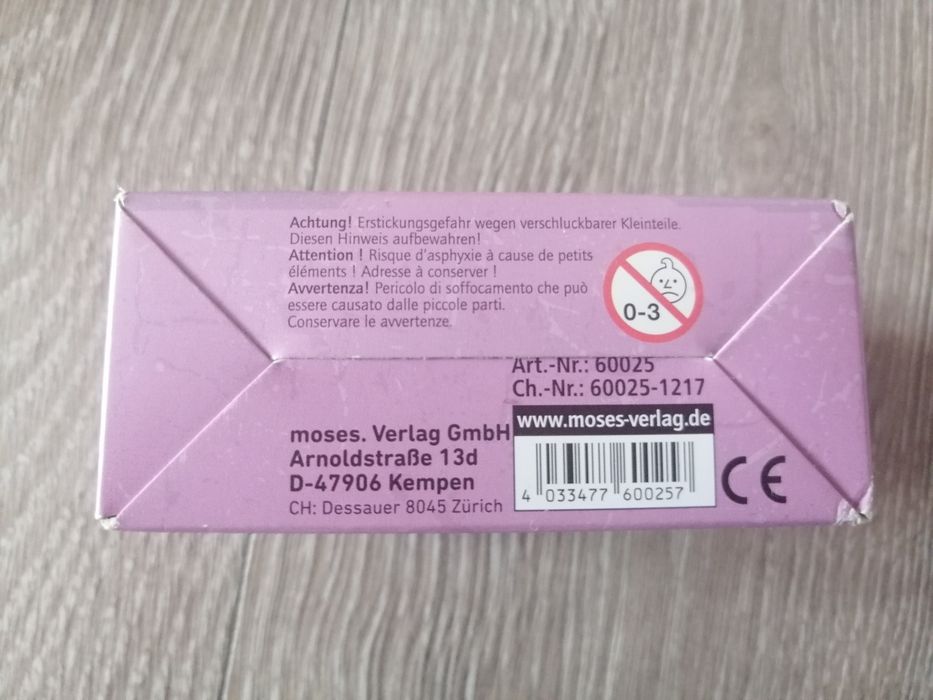 Achtung! Erstickungsgefahr wegen verschluckbarer Kleinteile.
Diesen Hinweis aufbewahren!
Attention ! Risque d'asphyxie à cause de petits
éléments ! Adresse à conserver !
Avvertenza! Pericolo di soffocamento che può
essere causato dalle piccole parti.
Conservare le avvertenze.
0-3
Art.-Nr.: 60025
Ch.-Nr.: 60025-1217
www.moses-verlag.de
moses. Verlag GmbH
Arnoldstraße 13d
D-47906 Kempen
CH: Dessauer 8045 Zürich
4 033477 600257
CE